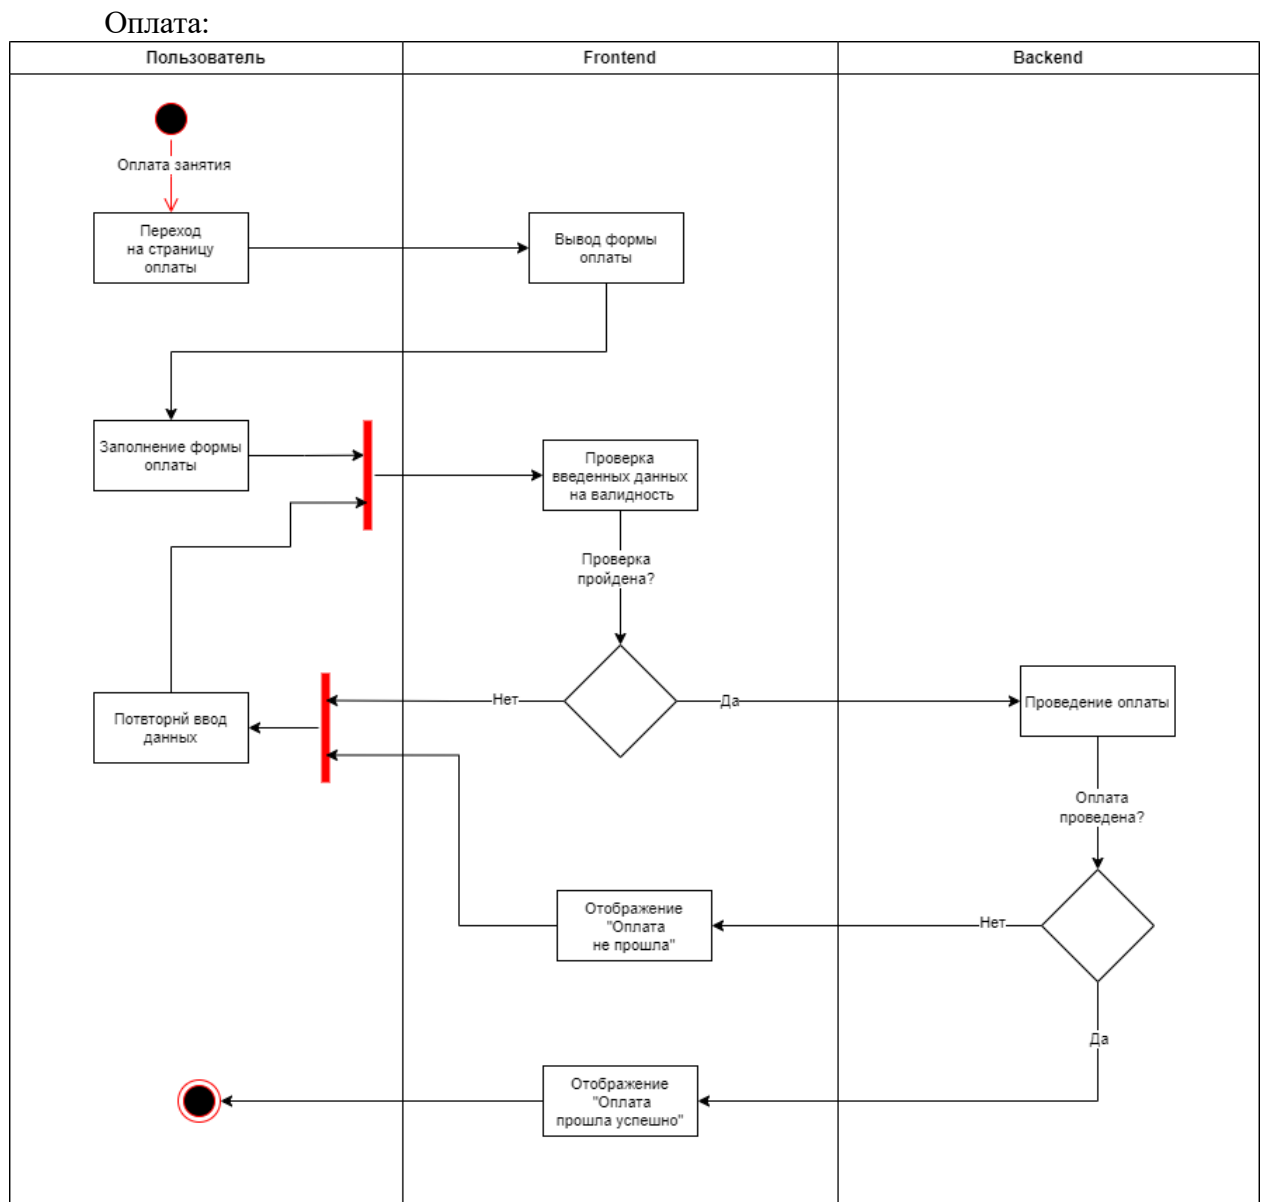 Оплата:
Пользователь
Frontend
Backend
Оплата занятия
Переход
на страницу
оплаты
Вывод формы
оплаты
Заполнение формы
оплаты
Проверка
введенных данных
на валидность
Проверка
пройдена?
Нет
Да
Потвторнй ввод
данных
Проведение оплаты
Оплата
проведена?
Отображение
"Оплата
не прошла"
Нет
Да
Отображение
"Оплата
прошла успешно"